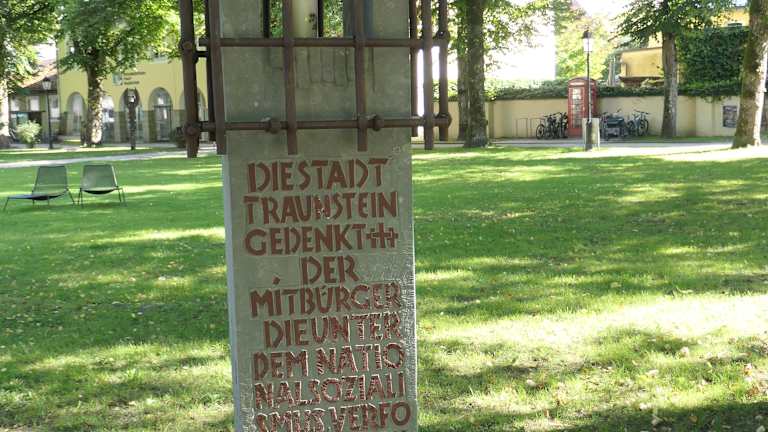 DIE STADT
TRAUNSTEIN
GEDENKT
DER
MITBÜRGER
DIE UNTER
DEM NATIO
NALSOZIALI
SMUS VERFO